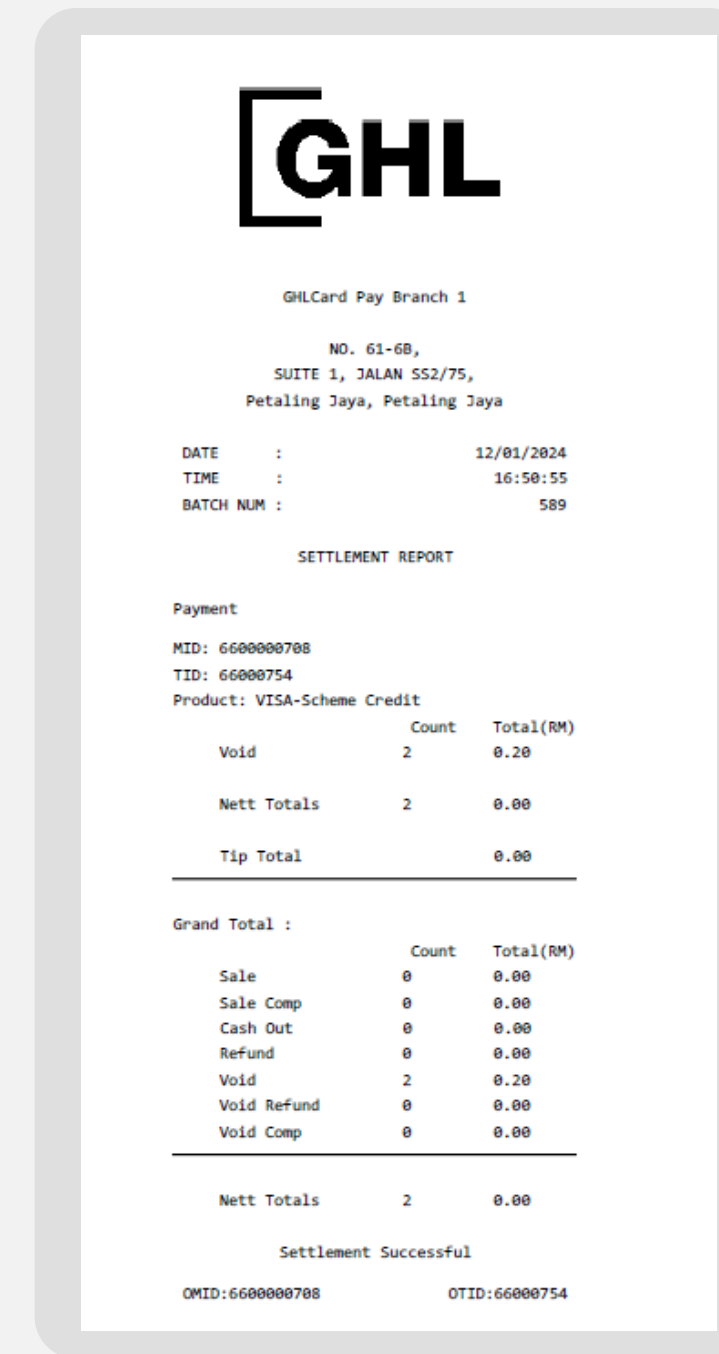 GHL
GHLCard Pay Branch 1
NO. 61-6B,
SUITE 1, JALAN SS2/75,
Petaling Jaya, Petaling Jaya
DATE : 12/01/2024
TIME : 16:50:55
BATCH NUM : 589
SETTLEMENT REPORT
Payment
MID: 6600000708
TID: 66000754
Product: VISA-Scheme Credit
Count Total(RM)
Void 2 0.20
Nett Totals 2 0.00
Tip Total 0.00
Grand Total :
Count Total(RM)
Sale 0 0.00
Sale Comp 0 0.00
Cash Out 0 0.00
Refund 0 0.00
Void 2 0.20
Void Refund 0 0.00
Void Comp 0 0.00
Nett Totals 2 0.00
Settlement Successful
OMID:6600000708 OTID:66000754